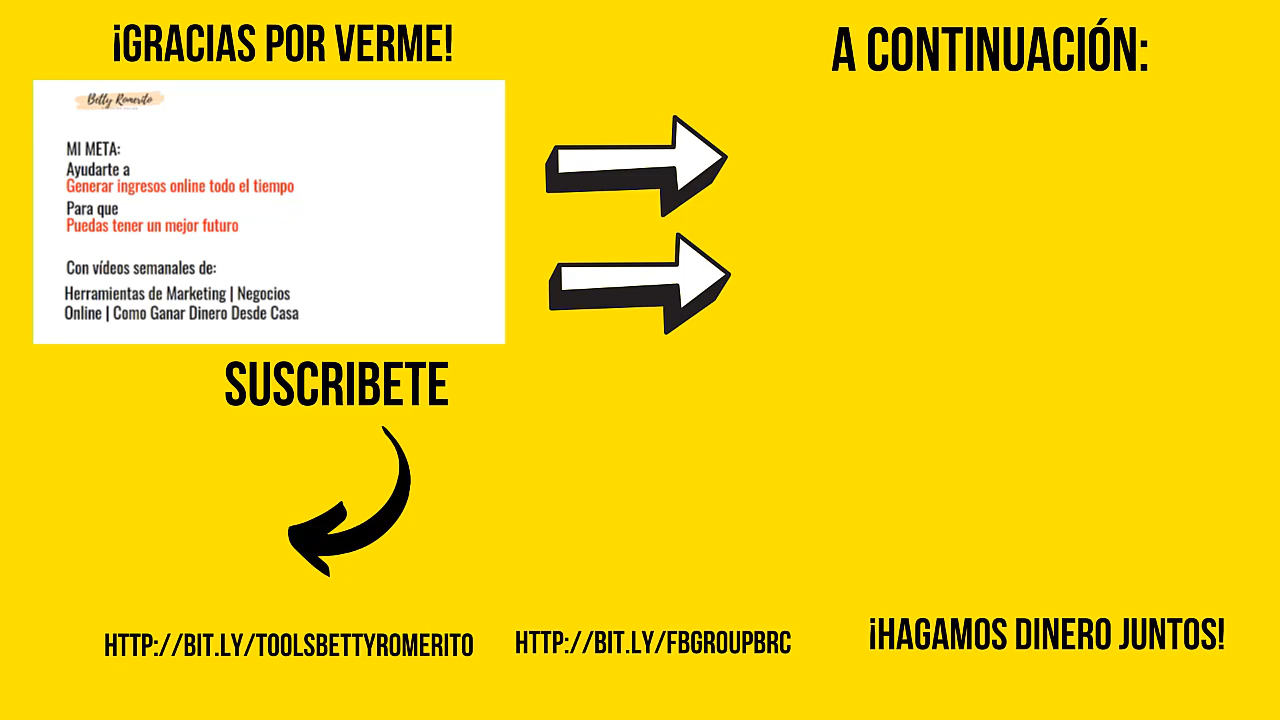 ¡GRACIAS POR VERME!
Betty Romerito
MI META:
Ayudarte a
Generar ingresos online todo el tiempo
Para que
Puedas tener un mejor futuro
Con vídeos semanales de:
Herramientas de Marketing | Negocios
Online | Como Ganar Dinero Desde Casa
SUSCRIBETE
A CONTINUACIÓN:
HTTP://BIT.LY/TOOLSBETTYROMERITO
HTTP://BIT.LY/FBGROUPBRC
¡HAGAMOS DINERO JUNTOS!